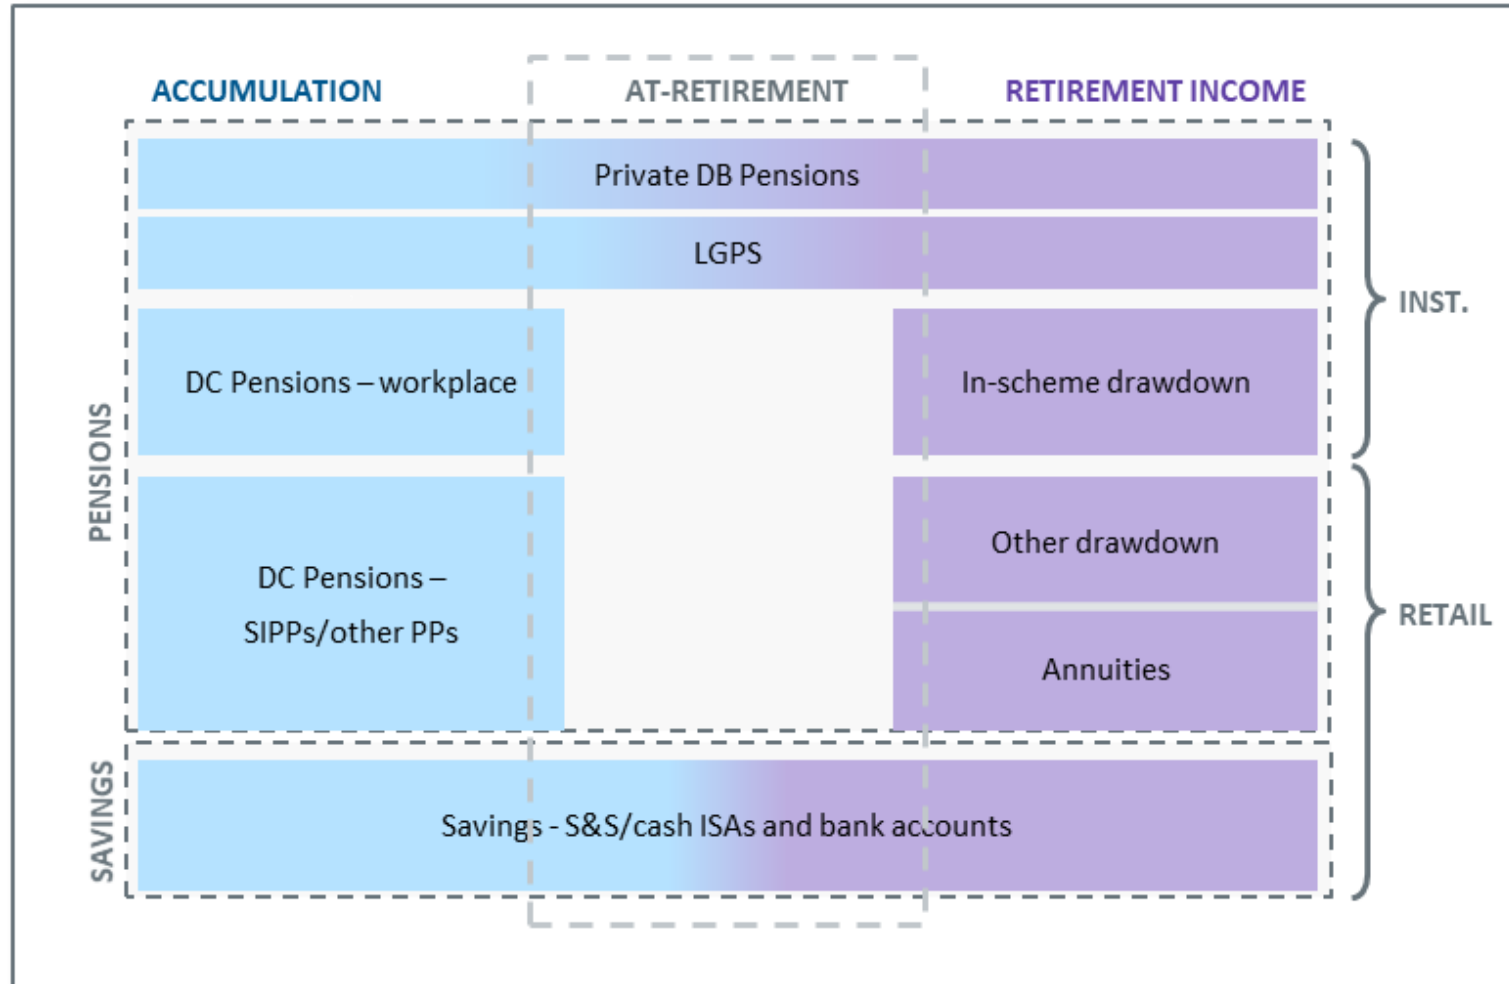 ACCUMULATION
AT-RETIREMENT
RETIREMENT INCOME
Private DB Pensions
LGPS
INST.
DC Pensions – workplace
In-scheme drawdown
PENSIONS
Other drawdown
DC Pensions –
SIPPs/other PPs
RETAIL
Annuities
SAVINGS
Savings - S&S/cash ISAs and bank accounts